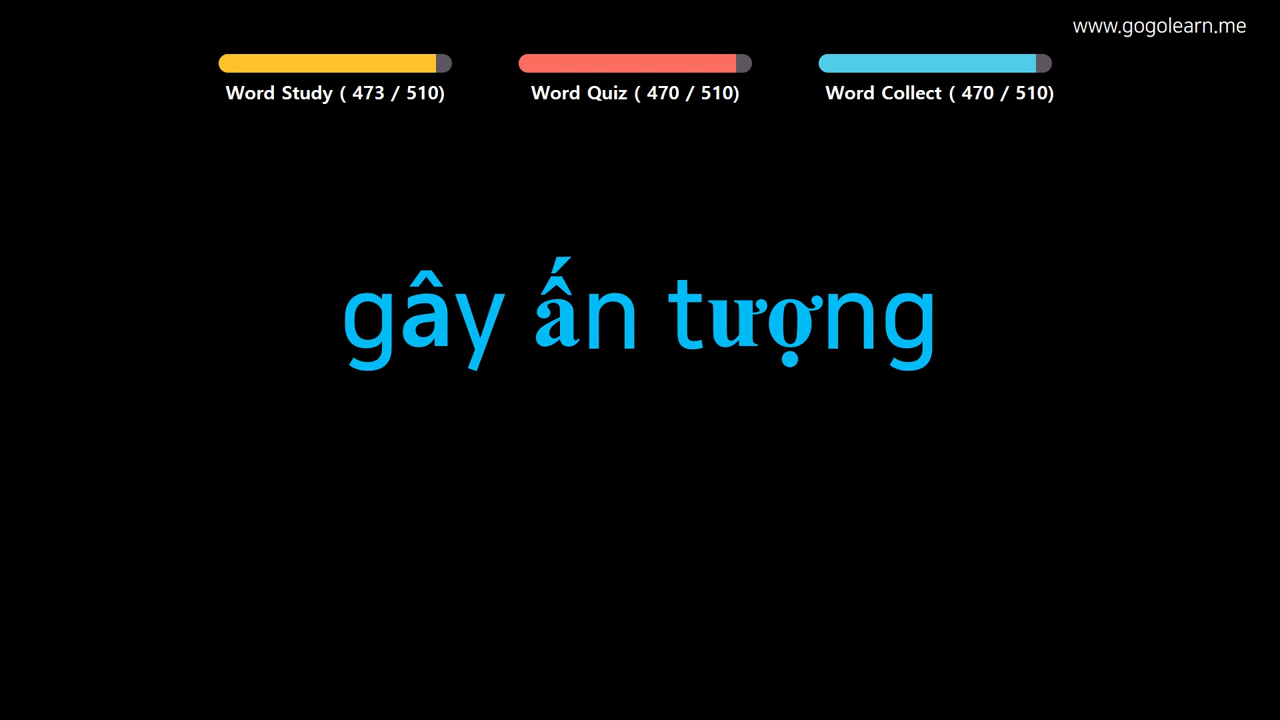 www.gogolearn.me
Word Study ( 473 / 510)
Word Quiz ( 470 / 510)
Word Collect ( 470 / 510)
gây ấn tượng